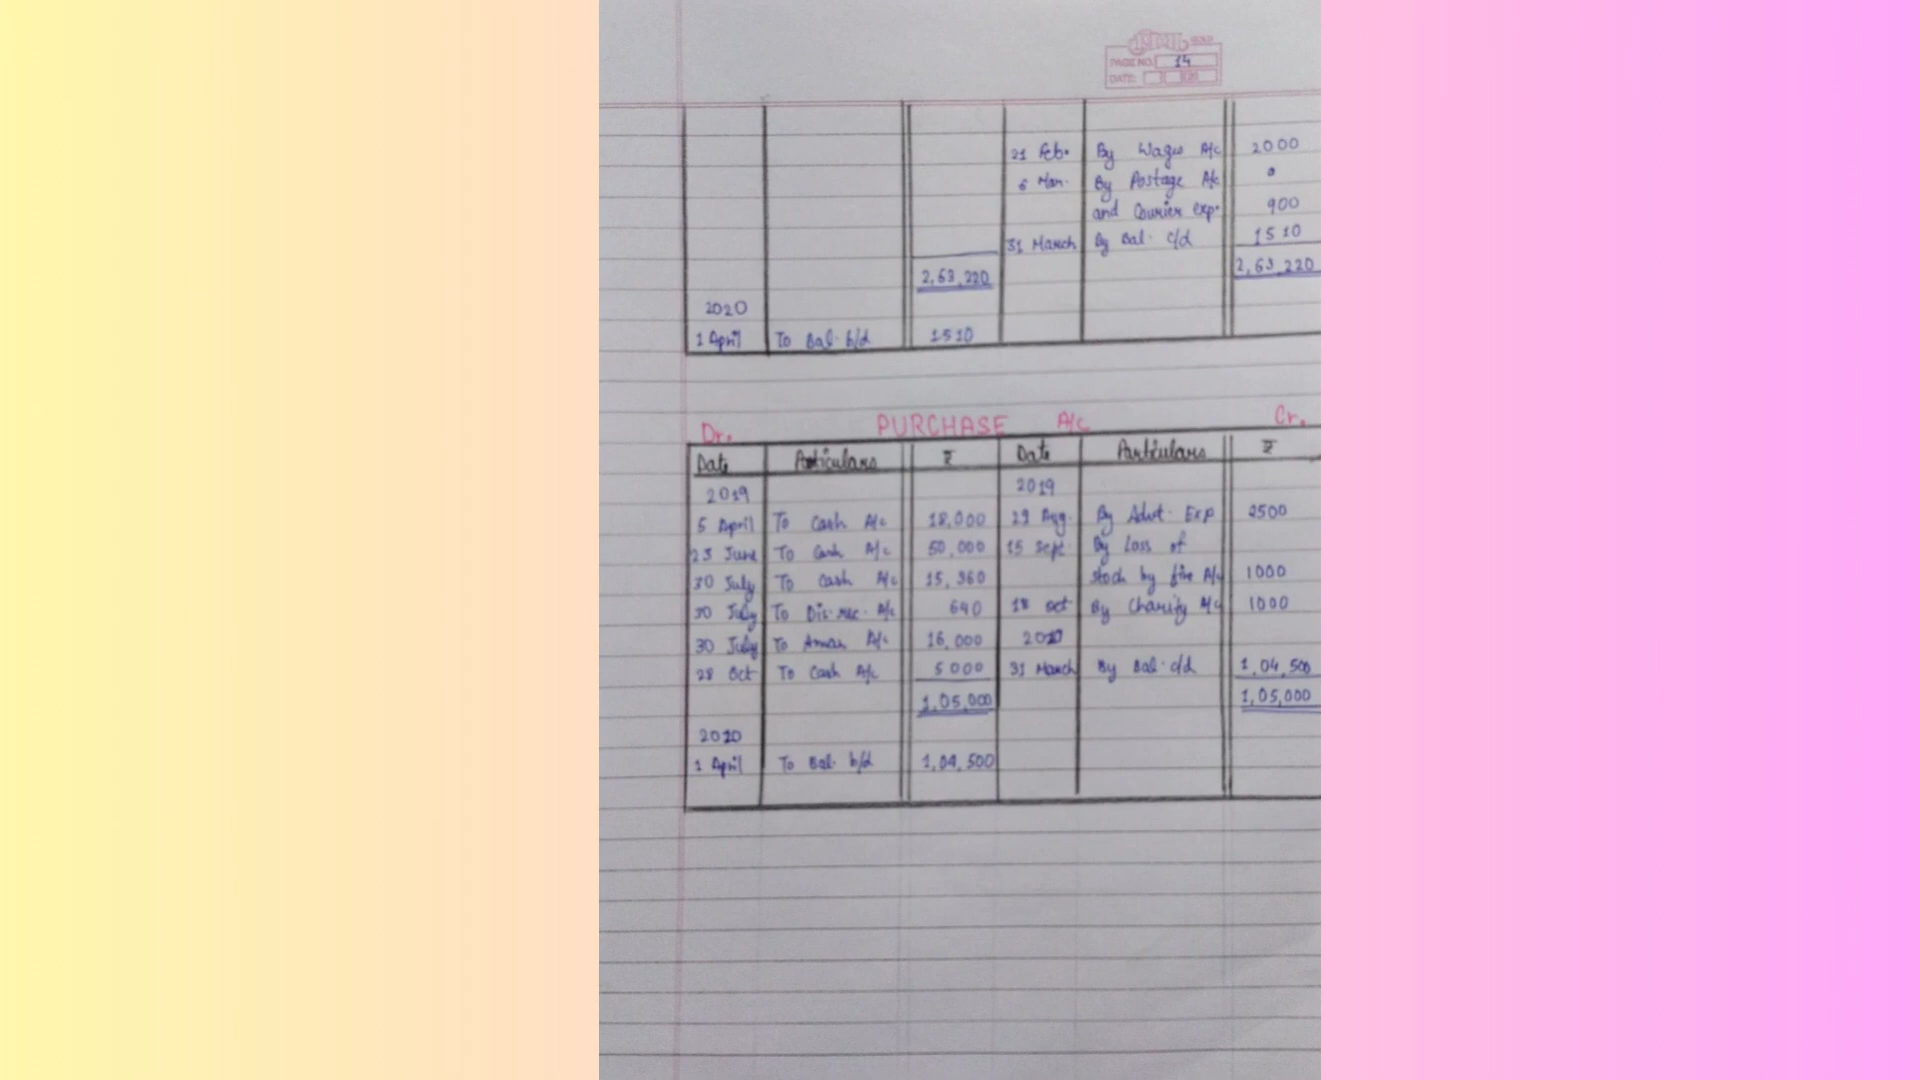 PAGE NO. 14
DATE:
21 Feb. By Wages A/c 2000
6 Mar. By Postage A/c
and Courier exp. 900
31 March By Bal. c/d 1510
2,63,220 2,63,220
2020
1 April To Bal. b/d 1510
Dr. PURCHASE A/c Cr.
Date Particulars ₹ Date Particulars ₹
2019 2019
5 April To Cash A/c 18,000 29 Aug. By Advt. Exp 2500
23 June To Cash A/c 50,000 15 Sept. By Loss of
30 July To Cash A/c 15,360 stock by fire A/c 1000
30 July To Dis. rec. A/c 640 18 Oct By Charity A/c 1000
30 July To Aman A/c 16,000 2020
28 Oct To Cash A/c 5000 31 March By Bal. c/d 1,04,500
1,05,000 1,05,000
2020
1 April To Bal. b/d 1,04,500